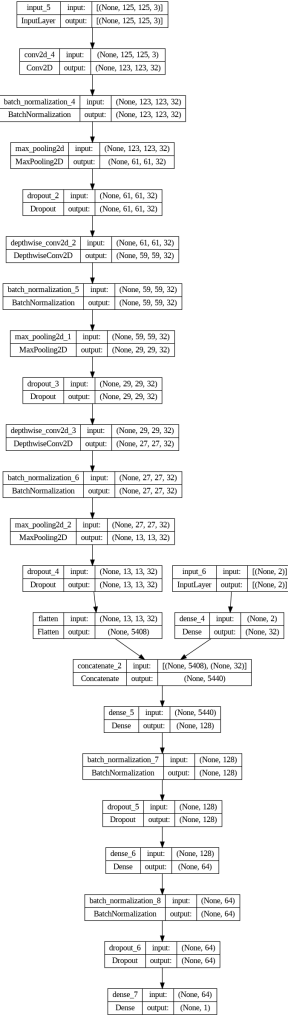 input_5 input: [(None, 125, 125, 3)]
InputLayer output: [(None, 125, 125, 3)]
conv2d_4 input: (None, 125, 125, 3)
Conv2D output: (None, 123, 123, 32)
batch_normalization_4 input: (None, 123, 123, 32)
BatchNormalization output: (None, 123, 123, 32)
max_pooling2d input: (None, 123, 123, 32)
MaxPooling2D output: (None, 61, 61, 32)
dropout_2 input: (None, 61, 61, 32)
Dropout output: (None, 61, 61, 32)
depthwise_conv2d_2 input: (None, 61, 61, 32)
DepthwiseConv2D output: (None, 59, 59, 32)
batch_normalization_5 input: (None, 59, 59, 32)
BatchNormalization output: (None, 59, 59, 32)
max_pooling2d_1 input: (None, 59, 59, 32)
MaxPooling2D output: (None, 29, 29, 32)
dropout_3 input: (None, 29, 29, 32)
Dropout output: (None, 29, 29, 32)
depthwise_conv2d_3 input: (None, 29, 29, 32)
DepthwiseConv2D output: (None, 27, 27, 32)
batch_normalization_6 input: (None, 27, 27, 32)
BatchNormalization output: (None, 27, 27, 32)
max_pooling2d_2 input: (None, 27, 27, 32)
MaxPooling2D output: (None, 13, 13, 32)
dropout_4 input: (None, 13, 13, 32)
Dropout output: (None, 13, 13, 32)
input_6 input: [(None, 2)]
InputLayer output: [(None, 2)]
flatten input: (None, 13, 13, 32)
Flatten output: (None, 5408)
dense_4 input: (None, 2)
Dense output: (None, 32)
concatenate_2 input: [(None, 5408), (None, 32)]
Concatenate output: (None, 5440)
dense_5 input: (None, 5440)
Dense output: (None, 128)
batch_normalization_7 input: (None, 128)
BatchNormalization output: (None, 128)
dropout_5 input: (None, 128)
Dropout output: (None, 128)
dense_6 input: (None, 128)
Dense output: (None, 64)
batch_normalization_8 input: (None, 64)
BatchNormalization output: (None, 64)
dropout_6 input: (None, 64)
Dropout output: (None, 64)
dense_7 input: (None, 64)
Dense output: (None, 1)